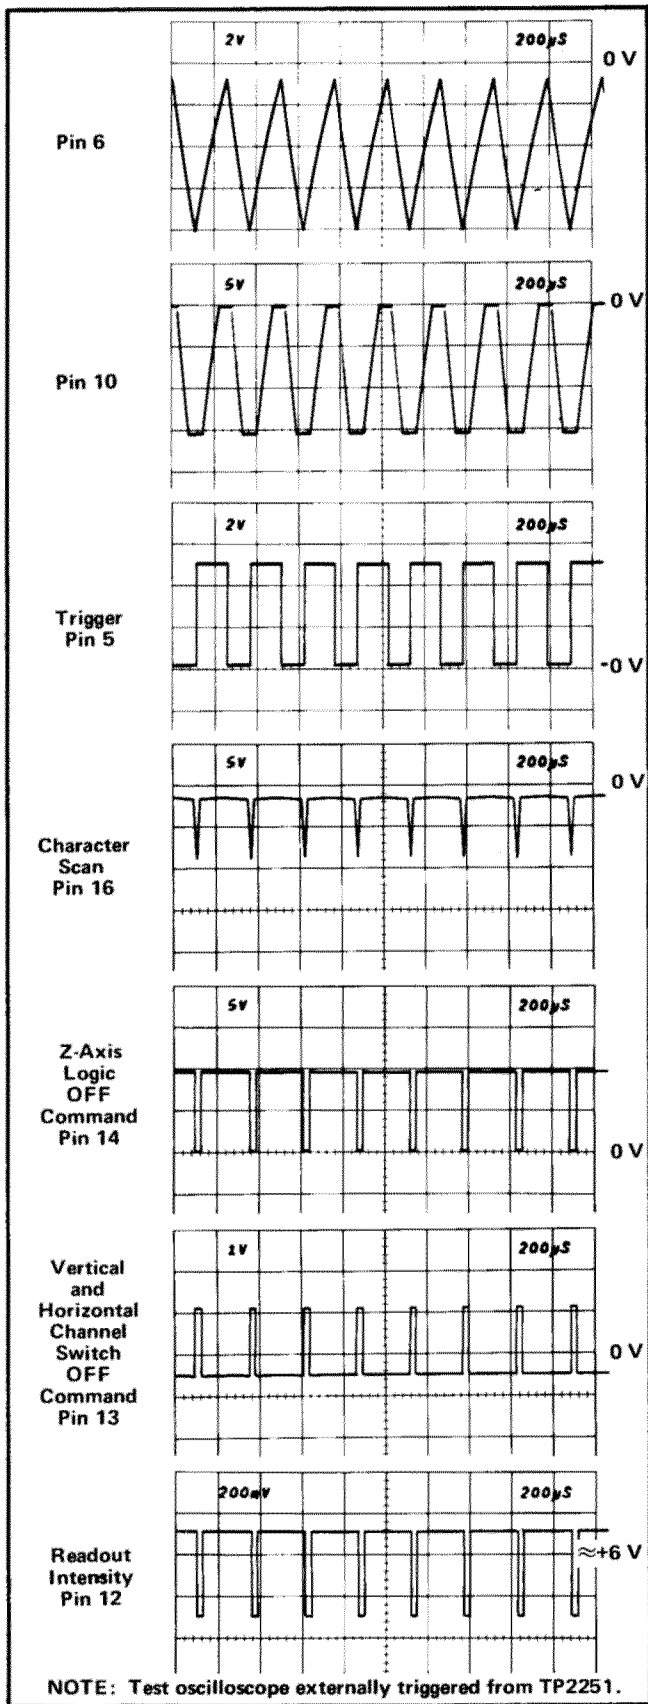 2V 200µS
0 V
Pin 6
5V 200µS
0 V
Pin 10
2V 200µS
Trigger
Pin 5
-0 V
5V 200µS
0 V
Character
Scan
Pin 16
5V 200µS
Z-Axis
Logic
OFF
Command
Pin 14
0 V
1V 200µS
Vertical
and
Horizontal
Channel
Switch
OFF
Command
Pin 13
0 V
200mV 200µS
≈+6 V
Readout
Intensity
Pin 12
NOTE: Test oscilloscope externally triggered from TP2251.